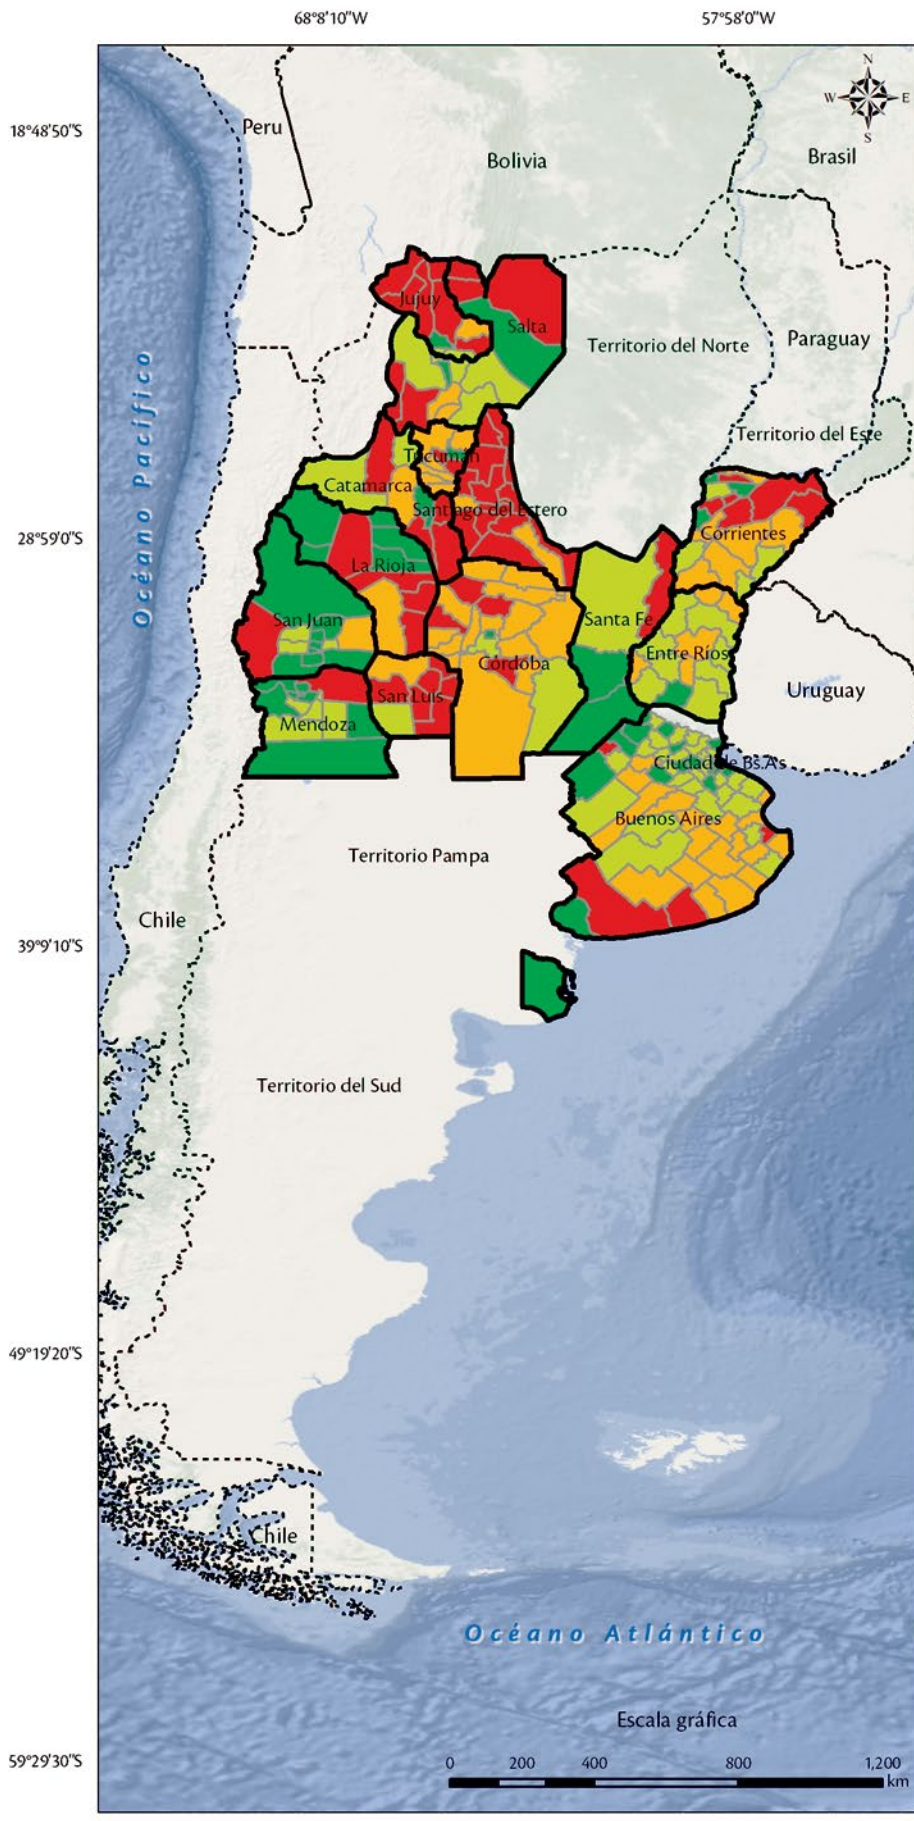 68°8'10"W
57°58'0"W
N
W
E
S
18°48'50"S
Peru
Bolivia
Brasil
Jujuy
Salta
Territorio del Norte
Paraguay
Océano Pacífico
Territorio del Este
Tucumán
Catamarca
Santiago del Estero
28°59'0"S
Corrientes
La Rioja
San Juan
Santa Fe
Entre Ríos
Córdoba
Uruguay
San Luis
Mendoza
Ciudad de Bs.As
Buenos Aires
Territorio Pampa
Chile
39°9'10"S
Territorio del Sud
49°19'20"S
Chile
Océano Atlántico
Escala gráfica
59°29'30"S
0 200 400 800 1,200
km